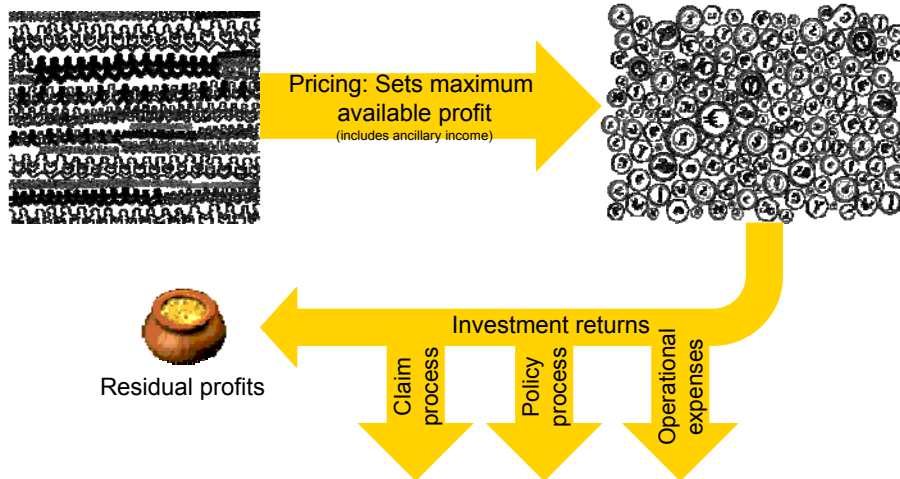 Pricing: Sets maximum
available profit
(includes ancillary income)
Investment returns
Residual profits
Claim
process
Policy
process
Operational
expenses